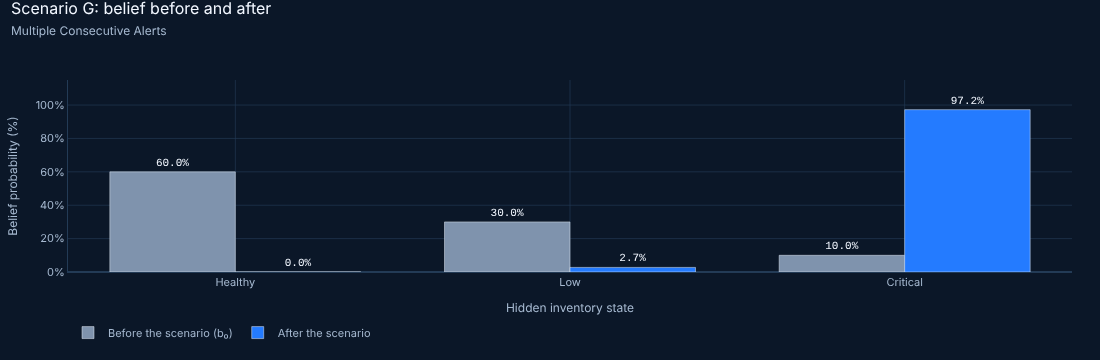 Scenario G: belief before and after
Multiple Consecutive Alerts
Belief probability (%)
100%
80%
60%
40%
20%
0%
60.0%
0.0%
30.0%
2.7%
10.0%
97.2%
Healthy
Low
Critical
Hidden inventory state
Before the scenario (b₀)
After the scenario